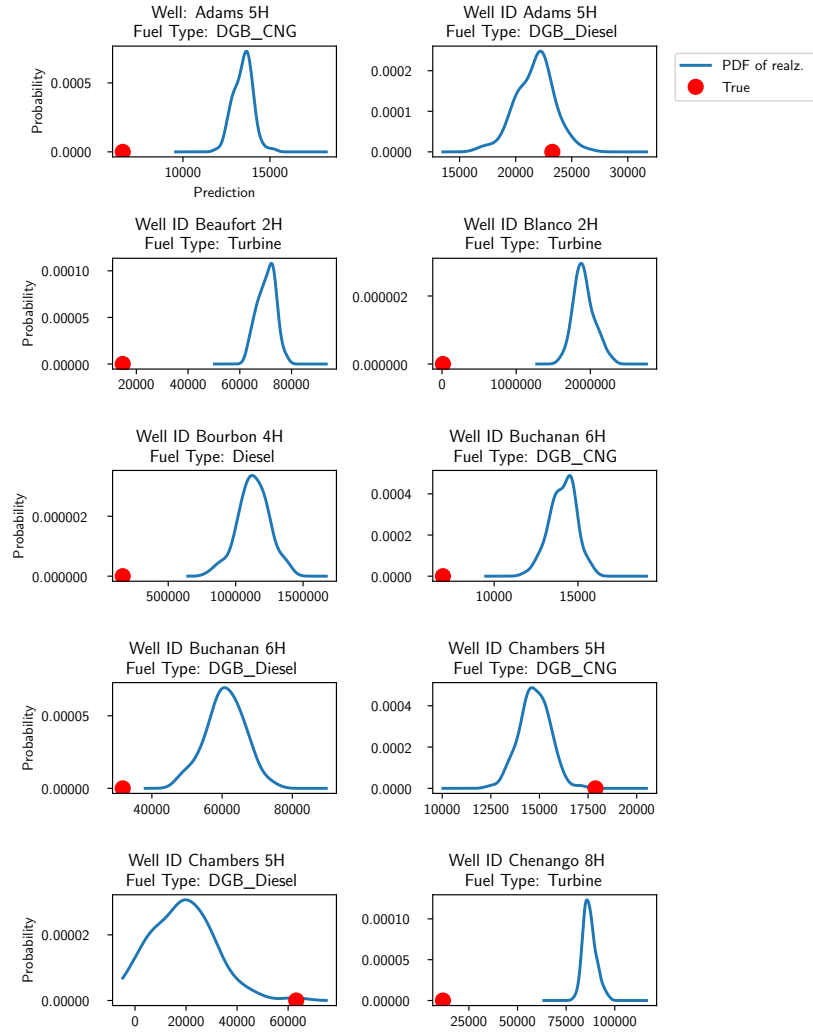 Well: Adams 5H
Fuel Type: DGB_CNG
Probability
0.0005
0.0000
10000 15000
Prediction
Well ID Adams 5H
Fuel Type: DGB_Diesel
0.0002
0.0001
0.0000
15000 20000 25000 30000
PDF of realz.
True
Well ID Beaufort 2H
Fuel Type: Turbine
Probability
0.00010
0.00005
0.00000
20000 40000 60000 80000
Well ID Blanco 2H
Fuel Type: Turbine
0.000002
0.000000
0 1000000 2000000
Well ID Bourbon 4H
Fuel Type: Diesel
Probability
0.000002
0.000000
500000 1000000 1500000
Well ID Buchanan 6H
Fuel Type: DGB_CNG
0.0004
0.0002
0.0000
10000 15000
Well ID Buchanan 6H
Fuel Type: DGB_Diesel
Probability
0.00005
0.00000
40000 60000 80000
Well ID Chambers 5H
Fuel Type: DGB_CNG
0.0004
0.0002
0.0000
10000 12500 15000 17500 20000
Well ID Chambers 5H
Fuel Type: DGB_Diesel
Probability
0.00002
0.00000
0 20000 40000 60000
Well ID Chenango 8H
Fuel Type: Turbine
0.00010
0.00005
0.00000
25000 50000 75000 100000